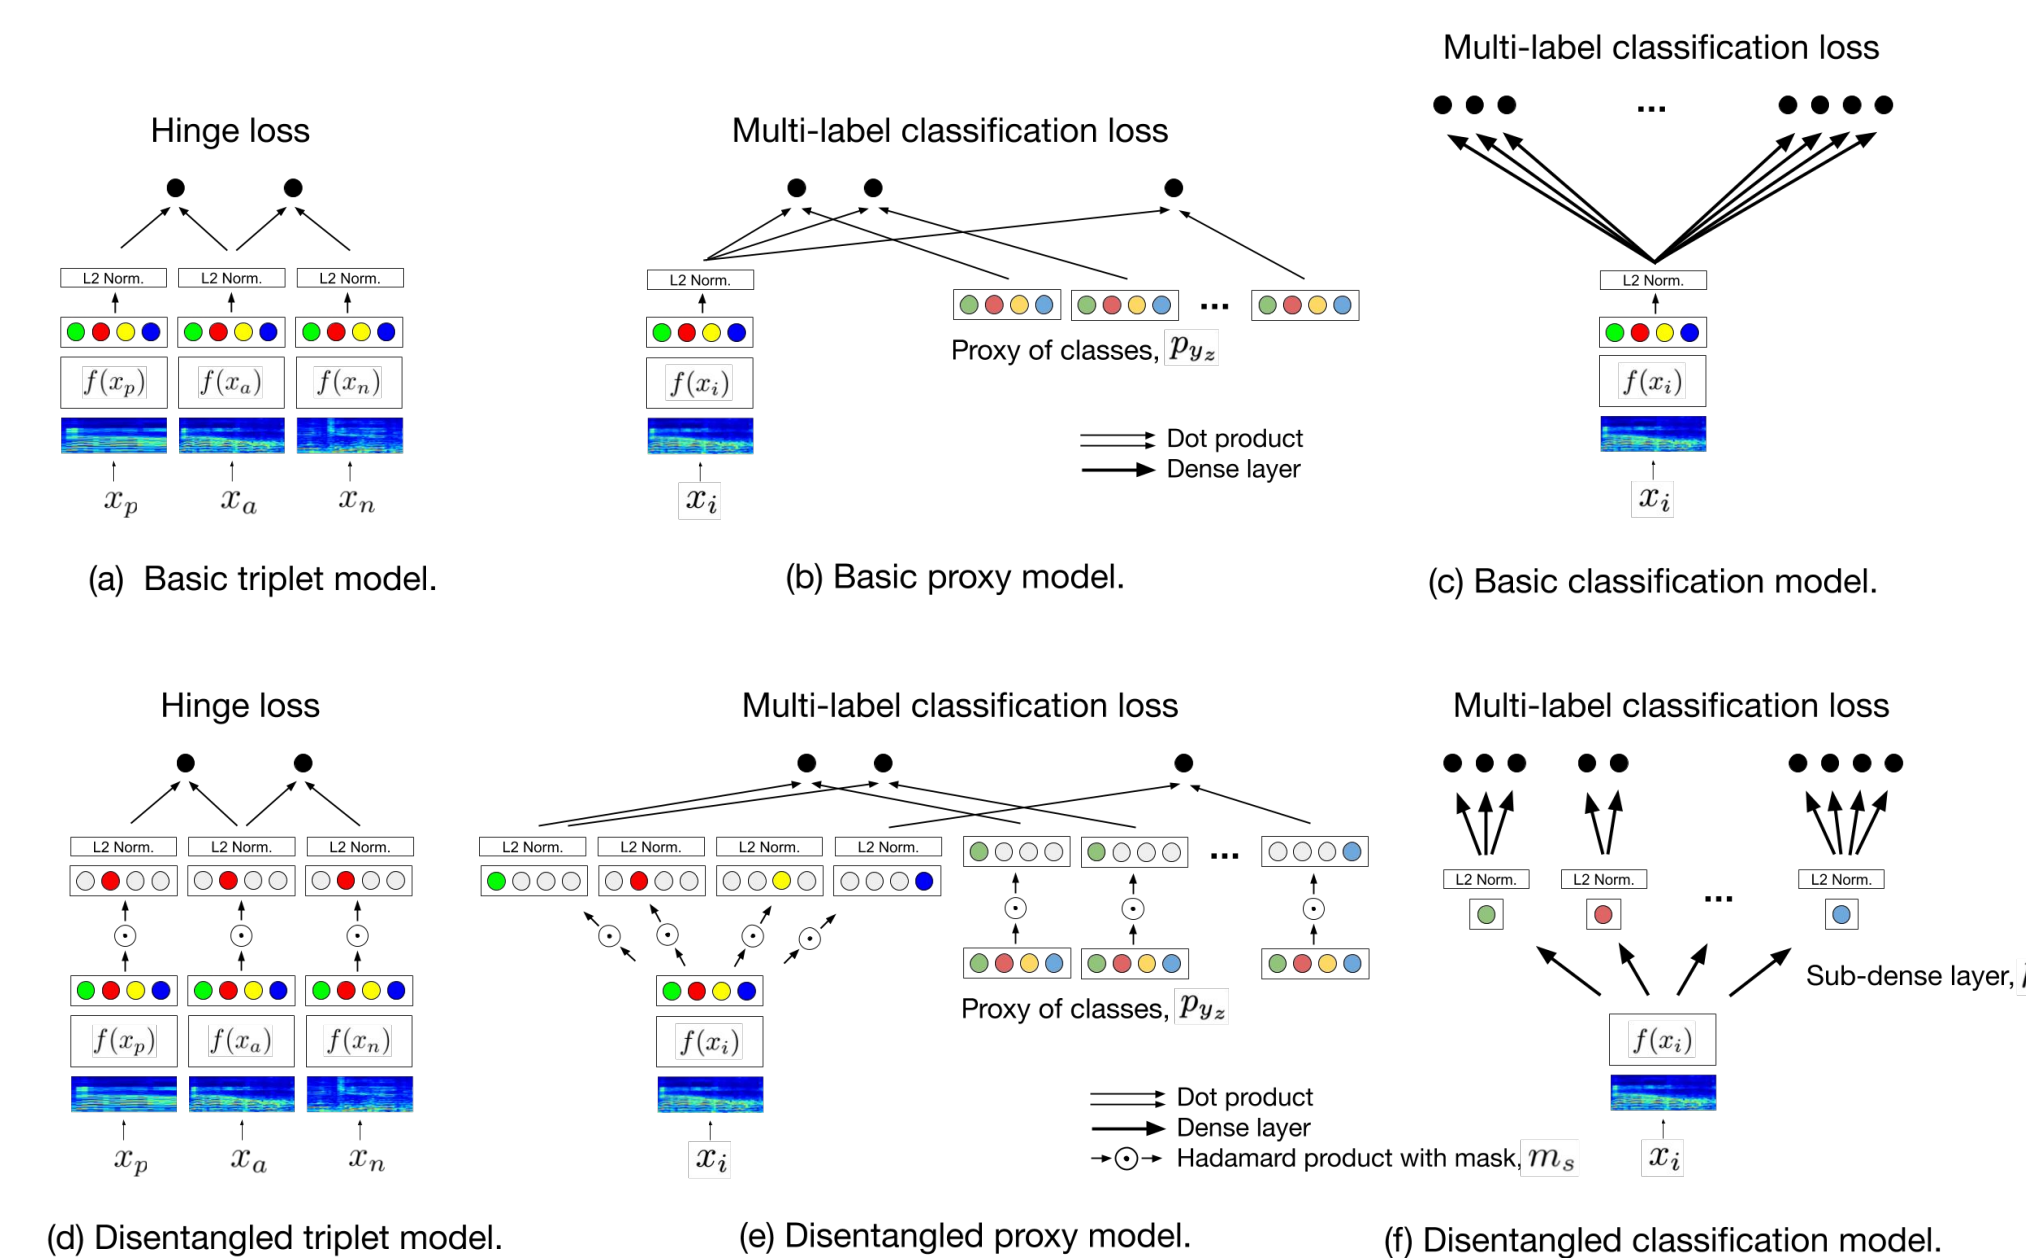 Multi-label classification loss
...
Hinge loss
Multi-label classification loss
L2 Norm. L2 Norm. L2 Norm.
L2 Norm.
L2 Norm.
...
Proxy of classes, p_{y_z}
f(x_p) f(x_a) f(x_n)
f(x_i)
f(x_i)
Dot product
Dense layer
x_p x_a x_n
x_i
x_i
(a) Basic triplet model.
(b) Basic proxy model.
(c) Basic classification model.
Hinge loss
Multi-label classification loss
Multi-label classification loss
L2 Norm. L2 Norm. L2 Norm.
L2 Norm. L2 Norm. L2 Norm. L2 Norm.
...
L2 Norm. L2 Norm. L2 Norm.
...
Sub-dense layer,
Proxy of classes, p_{y_z}
f(x_p) f(x_a) f(x_n)
f(x_i)
f(x_i)
Dot product
Dense layer
Hadamard product with mask, m_s
x_p x_a x_n
x_i
x_i
(d) Disentangled triplet model.
(e) Disentangled proxy model.
(f) Disentangled classification model.